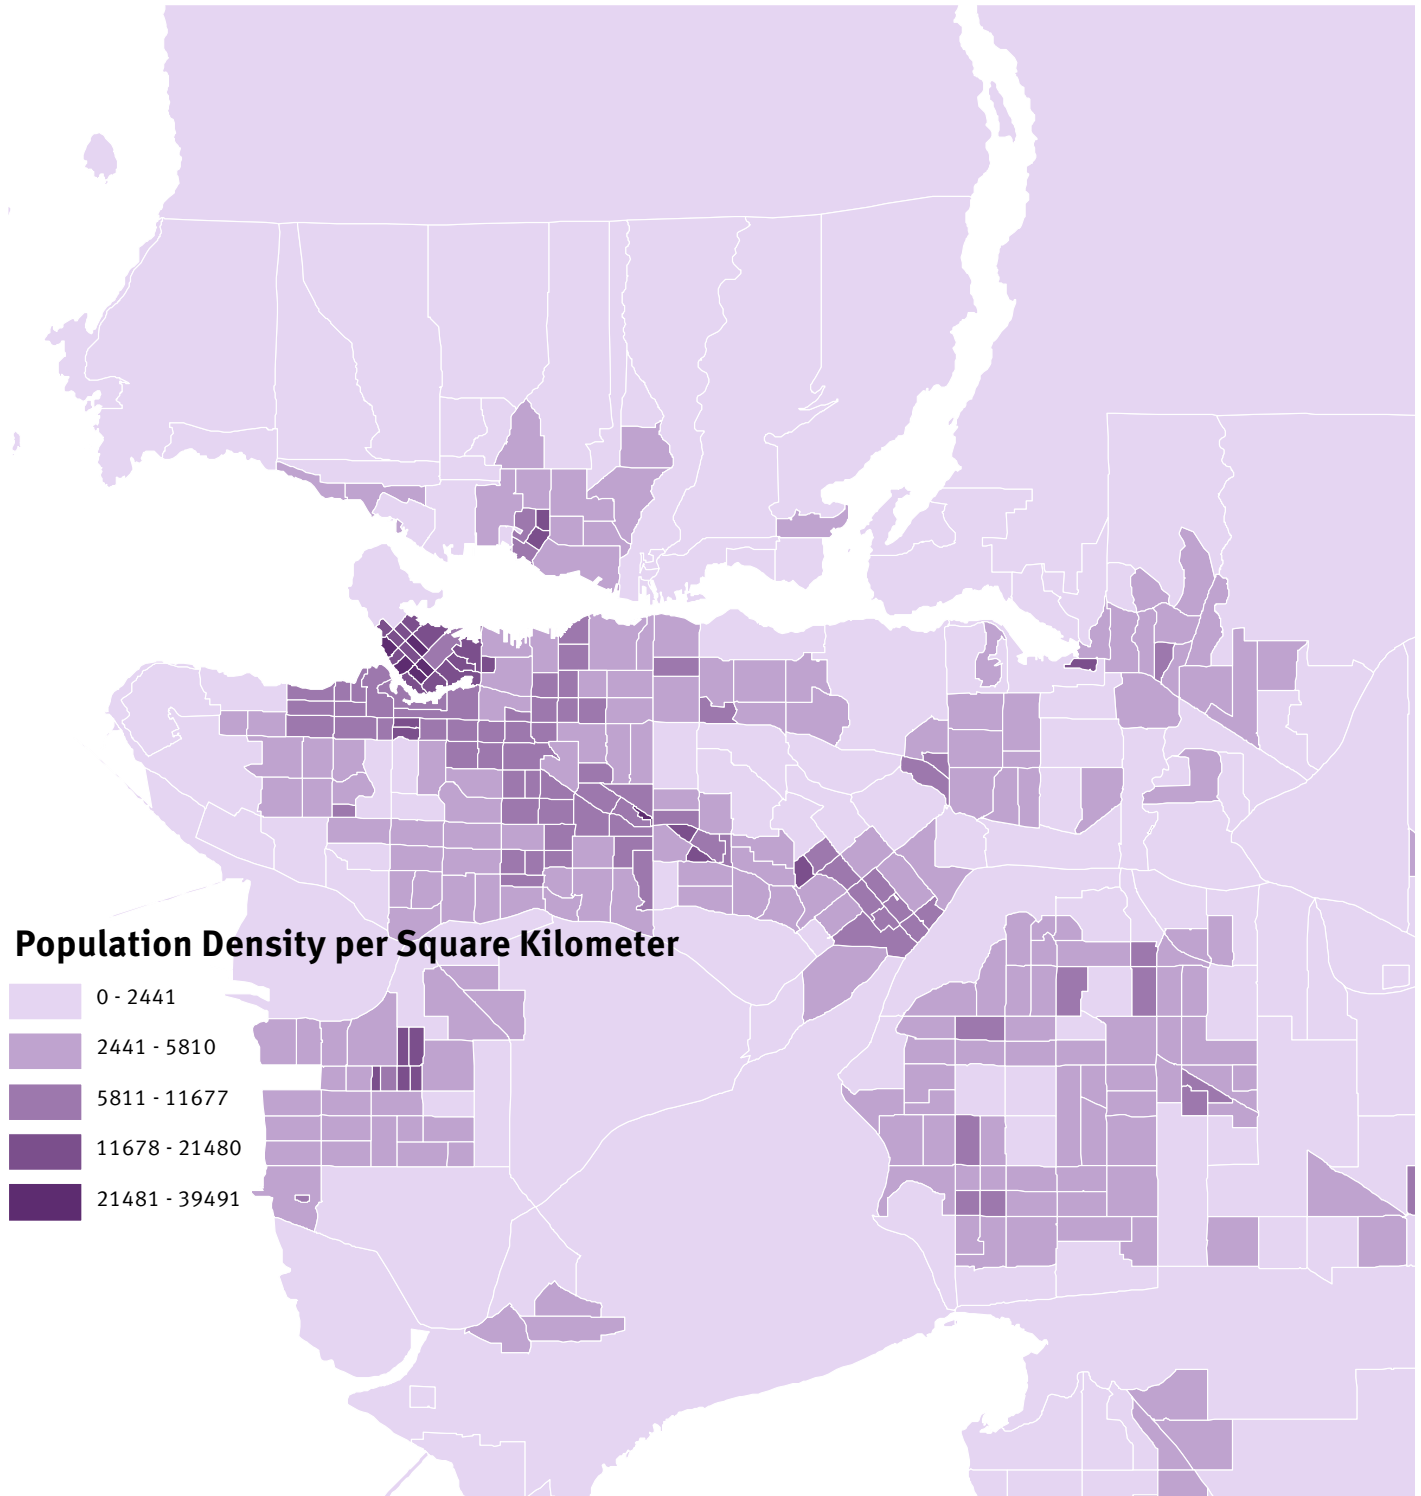 Population Density per Square Kilometer
0 - 2441
2441 - 5810
5811 - 11677
11678 - 21480
21481 - 39491